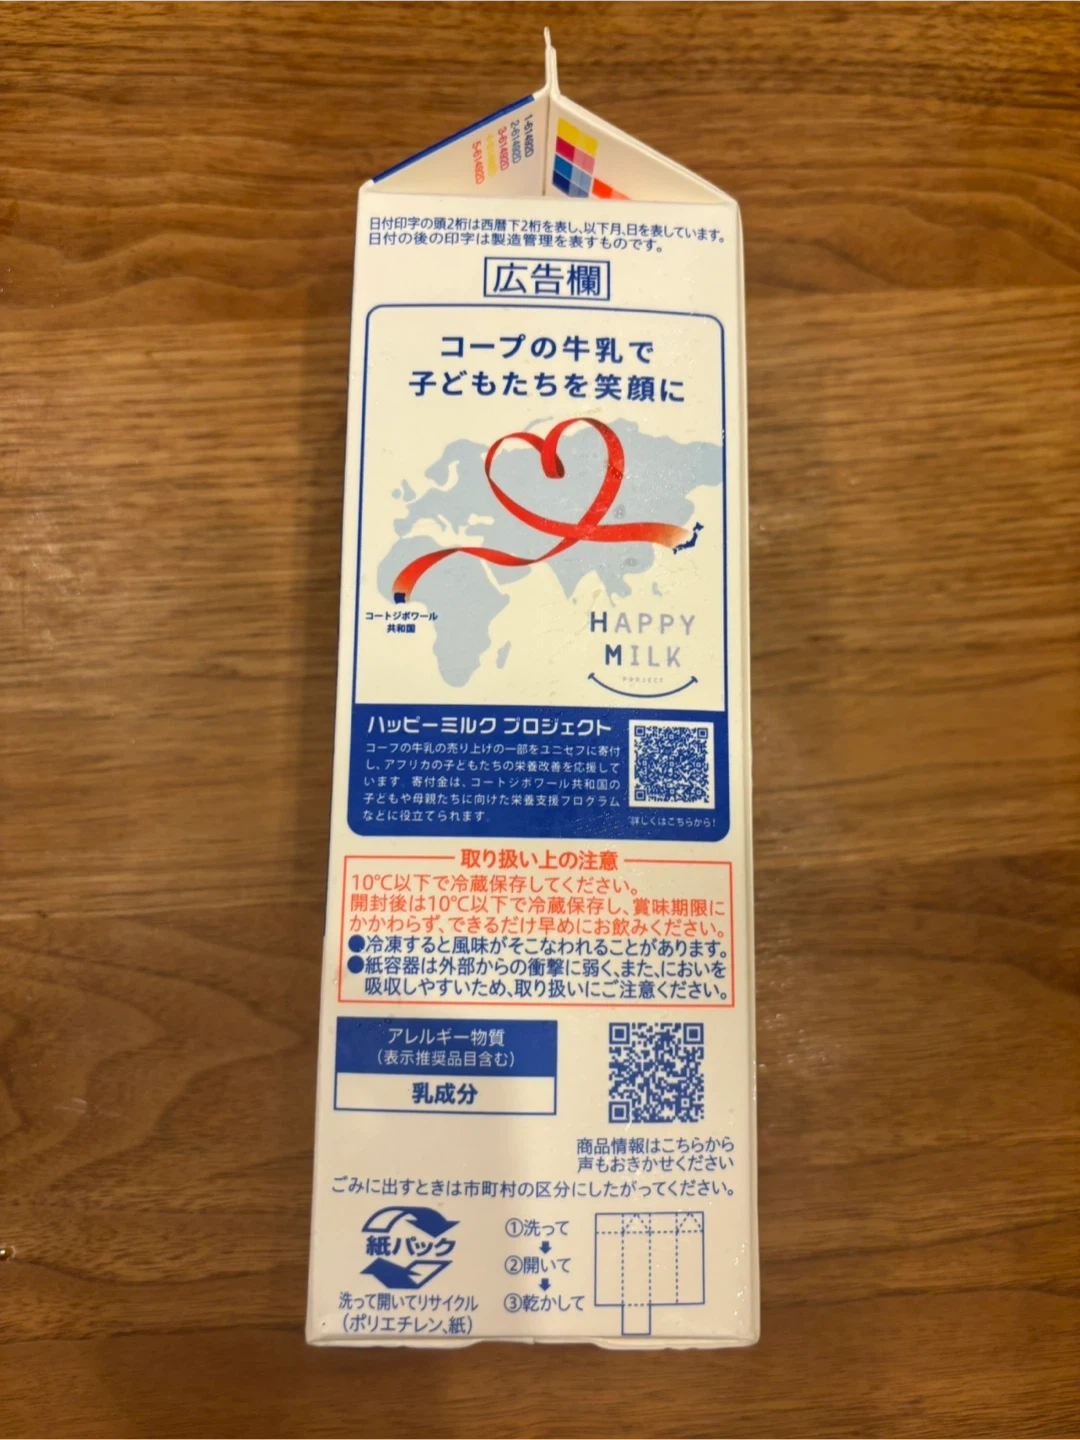 1-61492D
2-61492D
3-61492D
5-61492D
日付印字の頭2桁は西暦下2桁を表し、以下月、日を表しています。
日付の後の印字は製造管理を表すものです。
広告欄
コープの牛乳で
子どもたちを笑顔に
コートジボワール
共和国
HAPPY
MILK
PORJECT
ハッピーミルク プロジェクト
コープの牛乳の売り上げの一部をユニセフに寄付
し、アフリカの子どもたちの栄養改善を応援して
います。寄付金は、コートジボワール共和国の
子どもや母親たちに向けた栄養支援プログラム
などに役立てられます。
詳しくはこちらから!
取り扱い上の注意
10℃以下で冷蔵保存してください。
開封後は10℃以下で冷蔵保存し、賞味期限に
かかわらず、できるだけ早めにお飲みください。
●冷凍すると風味がそこなわれることがあります。
●紙容器は外部からの衝撃に弱く、また、においを
吸収しやすいため、取り扱いにご注意ください。
アレルギー物質
(表示推奨品目含む)
乳成分
商品情報はこちらから
声もおきかせください
ごみに出すときは市町村の区分にしたがってください。
紙パック
洗って開いてリサイクル
(ポリエチレン、紙)
①洗って
②開いて
③乾かして